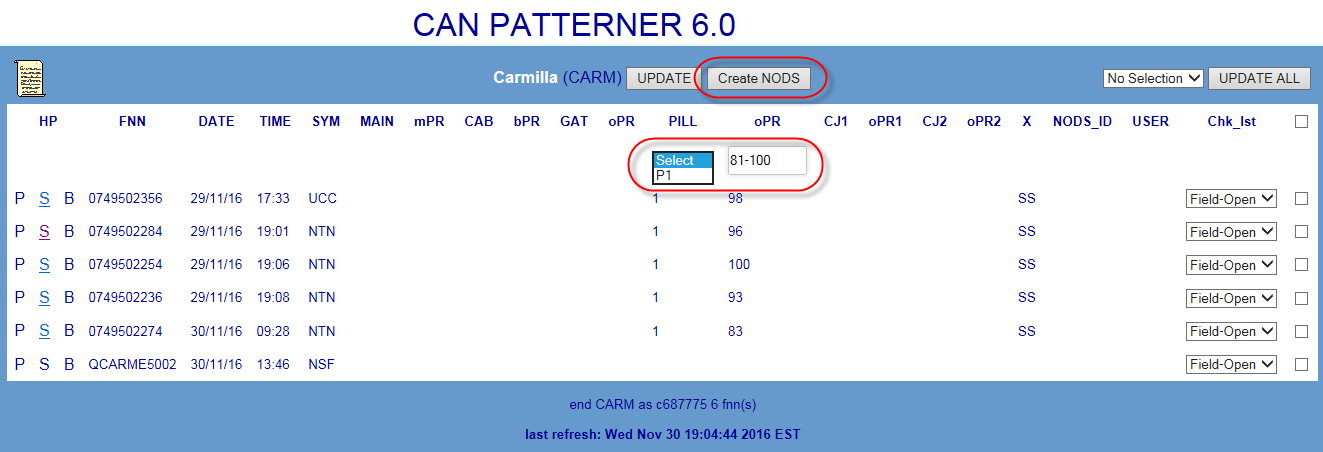 CAN PATTERNER 6.0
Carmilla (CARM) UPDATE Create NODS No Selection UPDATE ALL
HP FNN DATE TIME SYM MAIN mPR CAB bPR GAT oPR PILL oPR CJ1 oPR1 CJ2 oPR2 X NODS_ID USER Chk_lst
Select 81-100
P1
P S B 0749502356 29/11/16 17:33 UCC 1 98 SS Field-Open
P S B 0749502284 29/11/16 19:01 NTN 1 96 SS Field-Open
P S B 0749502254 29/11/16 19:06 NTN 1 100 SS Field-Open
P S B 0749502236 29/11/16 19:08 NTN 1 93 SS Field-Open
P S B 0749502274 30/11/16 09:28 NTN 1 83 SS Field-Open
P S B QCARME5002 30/11/16 13:46 NSF Field-Open
end CARM as c687775 6 fnn(s)
last refresh: Wed Nov 30 19:04:44 2016 EST